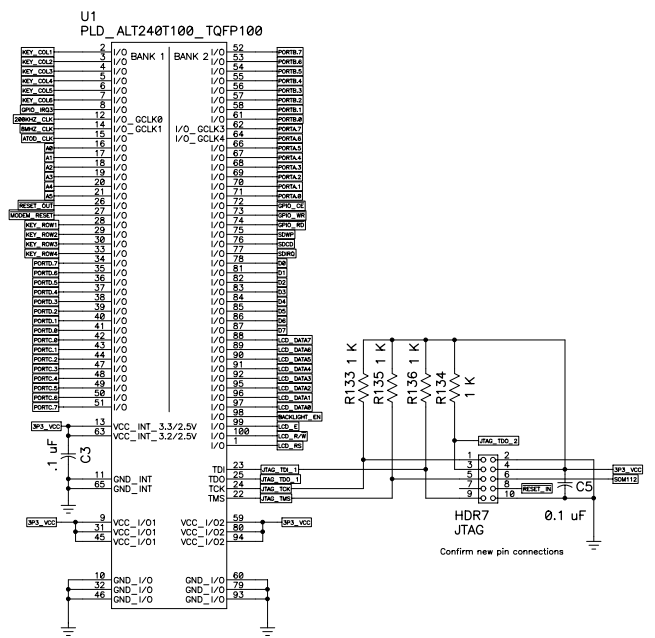 U1
PLD_ALT240T100_TQFP100
KEY_COL1 2 I/O BANK 1 BANK 2 I/O 52 PORTB.7
KEY_COL2 3 I/O I/O 53 PORTB.6
KEY_COL3 4 I/O I/O 54 PORTB.5
KEY_COL4 5 I/O I/O 55 PORTB.4
KEY_COL5 6 I/O I/O 56 PORTB.3
KEY_COL6 7 I/O I/O 57 PORTB.2
GPIO_IRQ3 8 I/O I/O 58 PORTB.1
200KHZ_CLK 12 I/O_GCLK0 I/O 61 PORTB.0
8MHZ_CLK 14 I/O_GCLK1 I/O_GCLK3 62 PORTA.7
ATOD_CLK 15 I/O I/O_GCLK4 64 PORTA.6
A0 16 I/O I/O 66 PORTA.5
A1 17 I/O I/O 67 PORTA.4
A2 18 I/O I/O 68 PORTA.3
A3 19 I/O I/O 69 PORTA.2
A4 20 I/O I/O 70 PORTA.1
A5 21 I/O I/O 71 PORTA.0
RESET_OUT 26 I/O I/O 72 GPIO_CE
MODEM_RESET 27 I/O I/O 73 GPIO_WR
KEY_ROW1 28 I/O I/O 74 GPIO_RD
KEY_ROW2 29 I/O I/O 75 SDWP
KEY_ROW3 30 I/O I/O 76 SDCD
KEY_ROW4 33 I/O I/O 77 SDIRQ
PORTD.7 34 I/O I/O 78 D0
PORTD.6 35 I/O I/O 81 D1
PORTD.5 36 I/O I/O 82 D2
PORTD.4 37 I/O I/O 83 D3
PORTD.3 38 I/O I/O 84 D4
PORTD.2 39 I/O I/O 85 D5
PORTD.1 40 I/O I/O 86 D6
PORTD.0 41 I/O I/O 87 D7
PORTC.0 42 I/O I/O 88 LCD_DATA7
PORTC.1 43 I/O I/O 89 LCD_DATA6
PORTC.2 44 I/O I/O 90 LCD_DATA5
PORTC.3 47 I/O I/O 91 LCD_DATA4
PORTC.4 48 I/O I/O 92 LCD_DATA3
PORTC.5 49 I/O I/O 95 LCD_DATA2
PORTC.6 50 I/O I/O 96 LCD_DATA1
PORTC.7 51 I/O I/O 97 LCD_DATA0
I/O 98 BACKLIGHT_EN
3P3_VCC 13 VCC_INT_3.3/2.5V I/O 99 LCD_E
63 VCC_INT_3.2/2.5V I/O 100 LCD_R/W
I/O 1 LCD_RS
.1 uF
C3
11 GND_INT
65 GND_INT
TDI 23 JTAG_TDI_1
TDO 25 JTAG_TDO_1
TCK 24 JTAG_TCK
TMS 22 JTAG_TMS
3P3_VCC 9 VCC_I/O1 VCC_I/O2 59 3P3_VCC
31 VCC_I/O1 VCC_I/O2 80
45 VCC_I/O1 VCC_I/O2 94
10 GND_I/O GND_I/O 60
32 GND_I/O GND_I/O 79
46 GND_I/O GND_I/O 93
R133 1 K
R135 1 K
R136 1 K
R134
1 K
JTAG_TDO_2
1 2
3 4 3P3_VCC
5 6 SOM112
7 8 RESET_IN
9 10
C5
0.1 uF
HDR7
JTAG
Confirm new pin connections